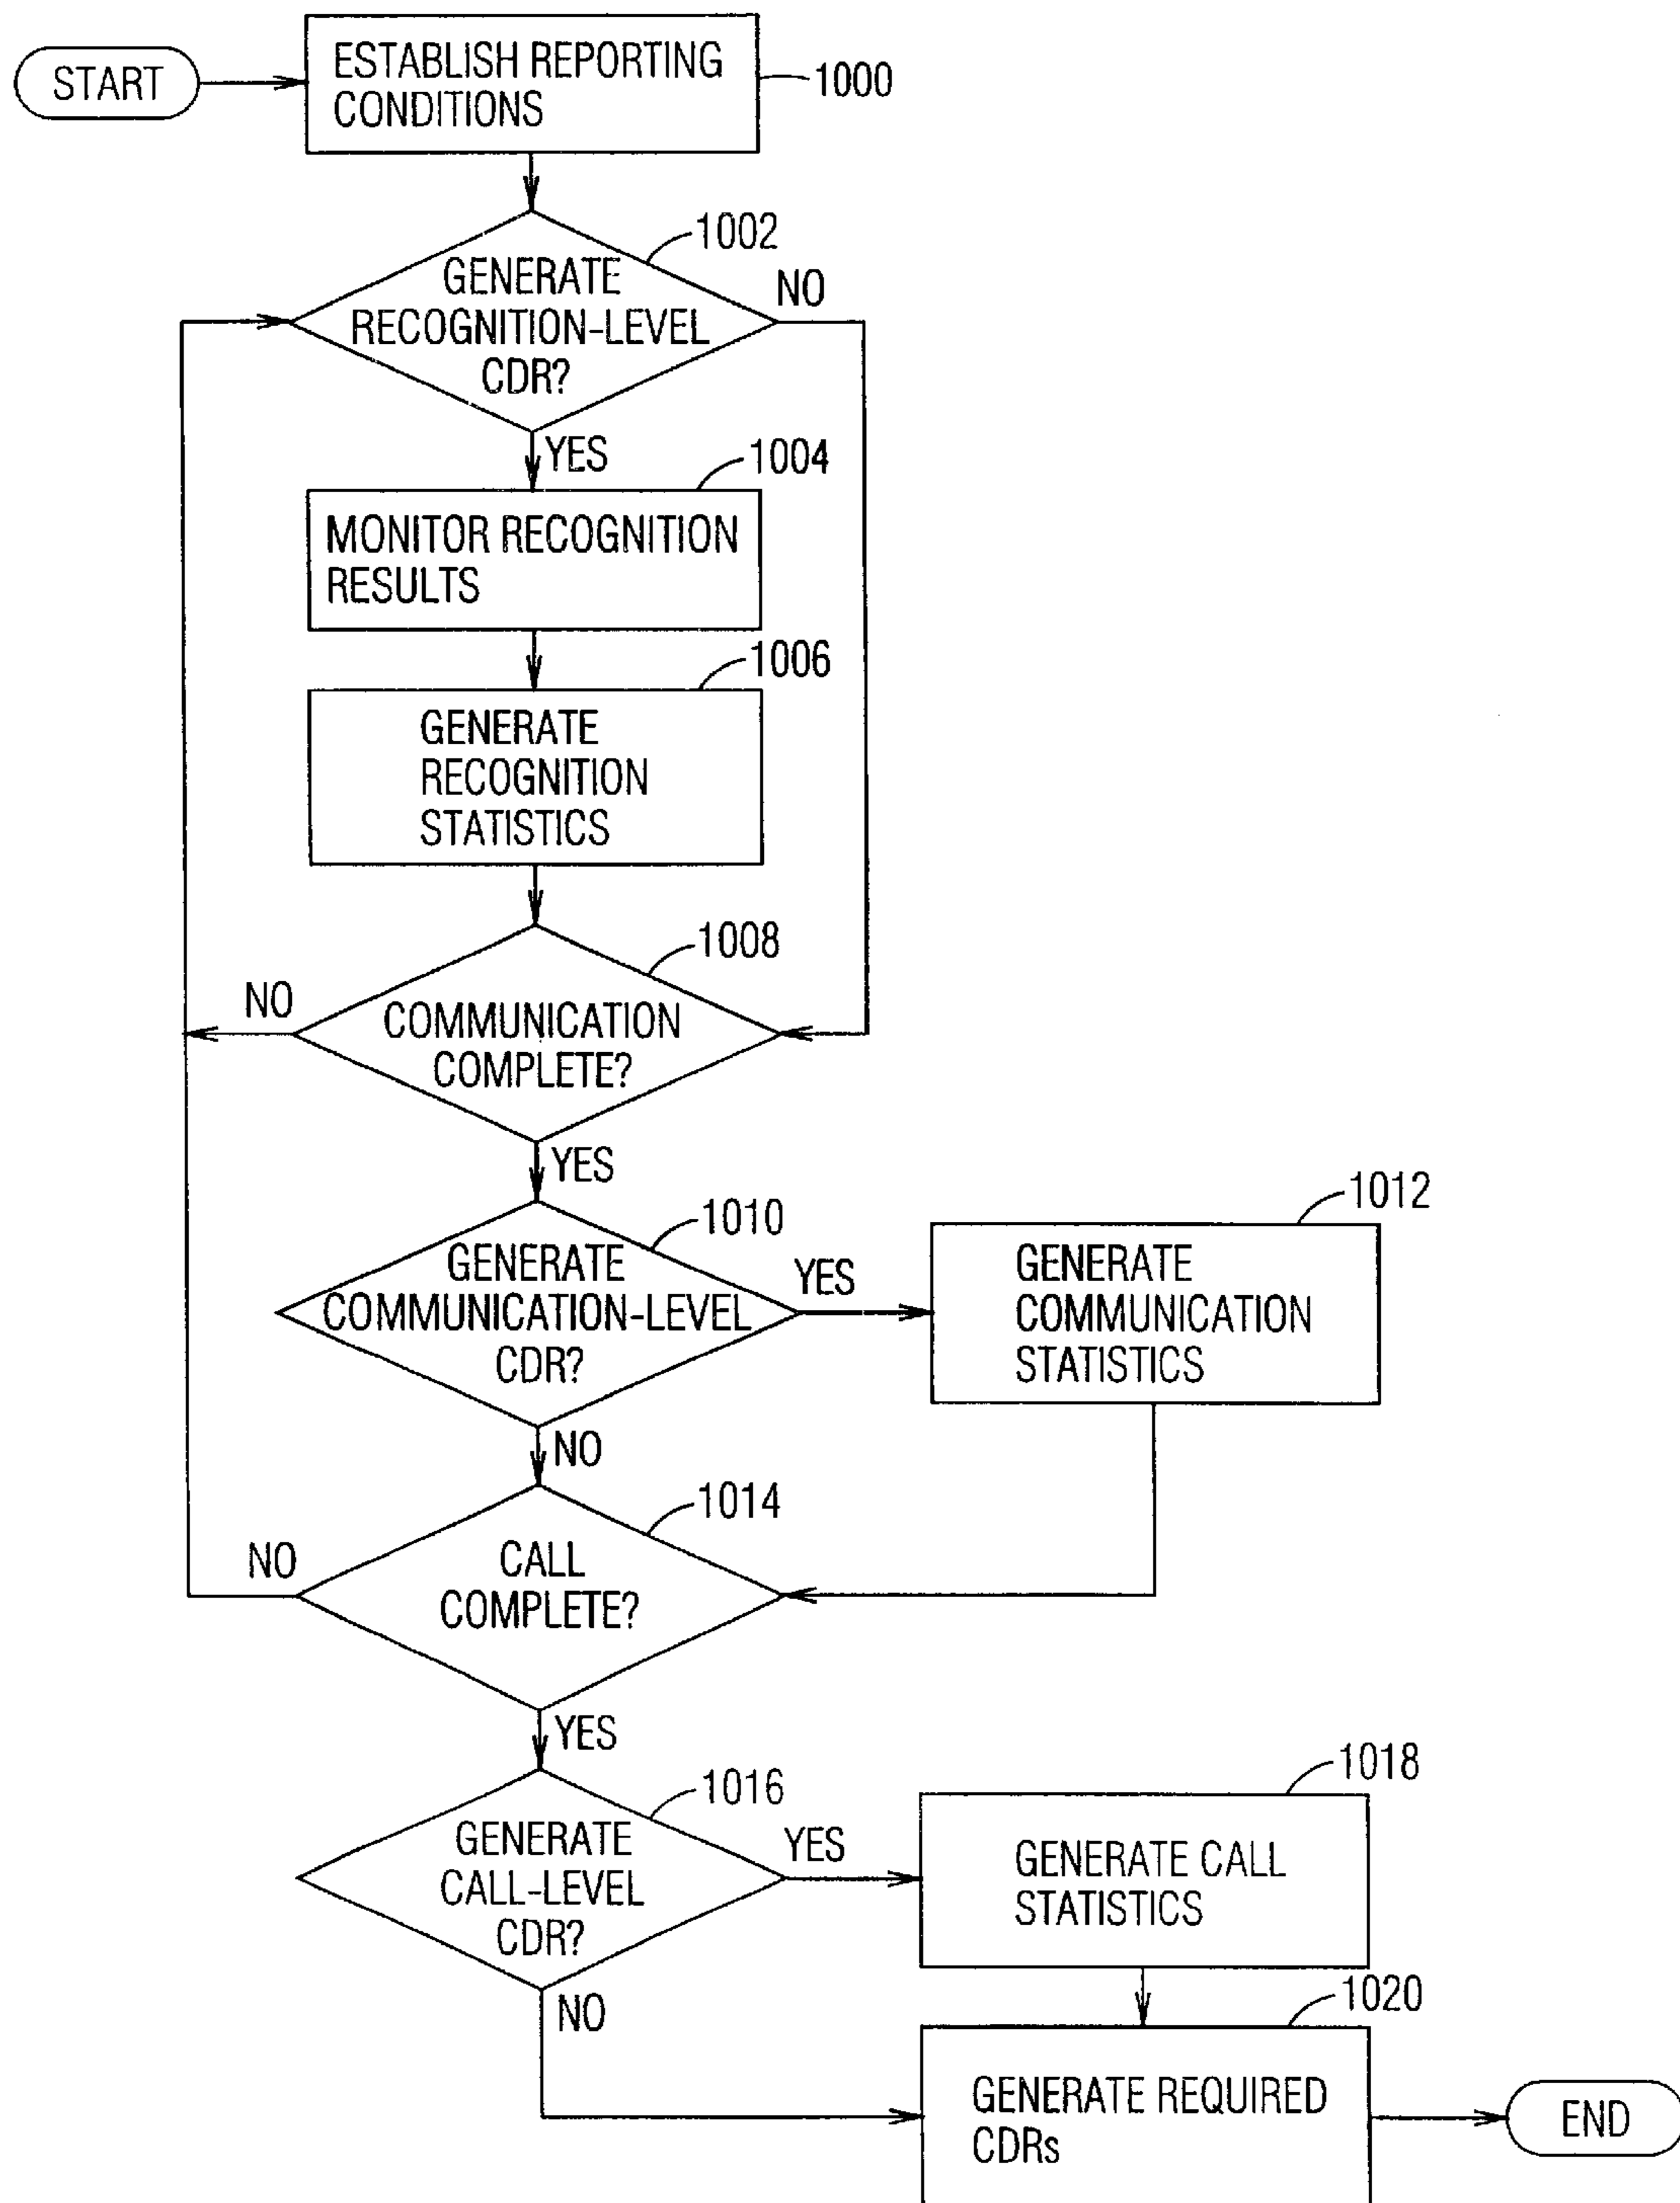 START
ESTABLISH REPORTING
CONDITIONS
1000
1002
GENERATE
RECOGNITION-LEVEL
CDR?
NO
YES
1004
MONITOR RECOGNITION
RESULTS
1006
GENERATE
RECOGNITION
STATISTICS
1008
NO
COMMUNICATION
COMPLETE?
YES
1010
GENERATE
COMMUNICATION-LEVEL
CDR?
YES
1012
GENERATE
COMMUNICATION
STATISTICS
NO
1014
NO
CALL
COMPLETE?
YES
1016
GENERATE
CALL-LEVEL
CDR?
YES
1018
GENERATE CALL
STATISTICS
NO
1020
GENERATE REQUIRED
CDRs
END